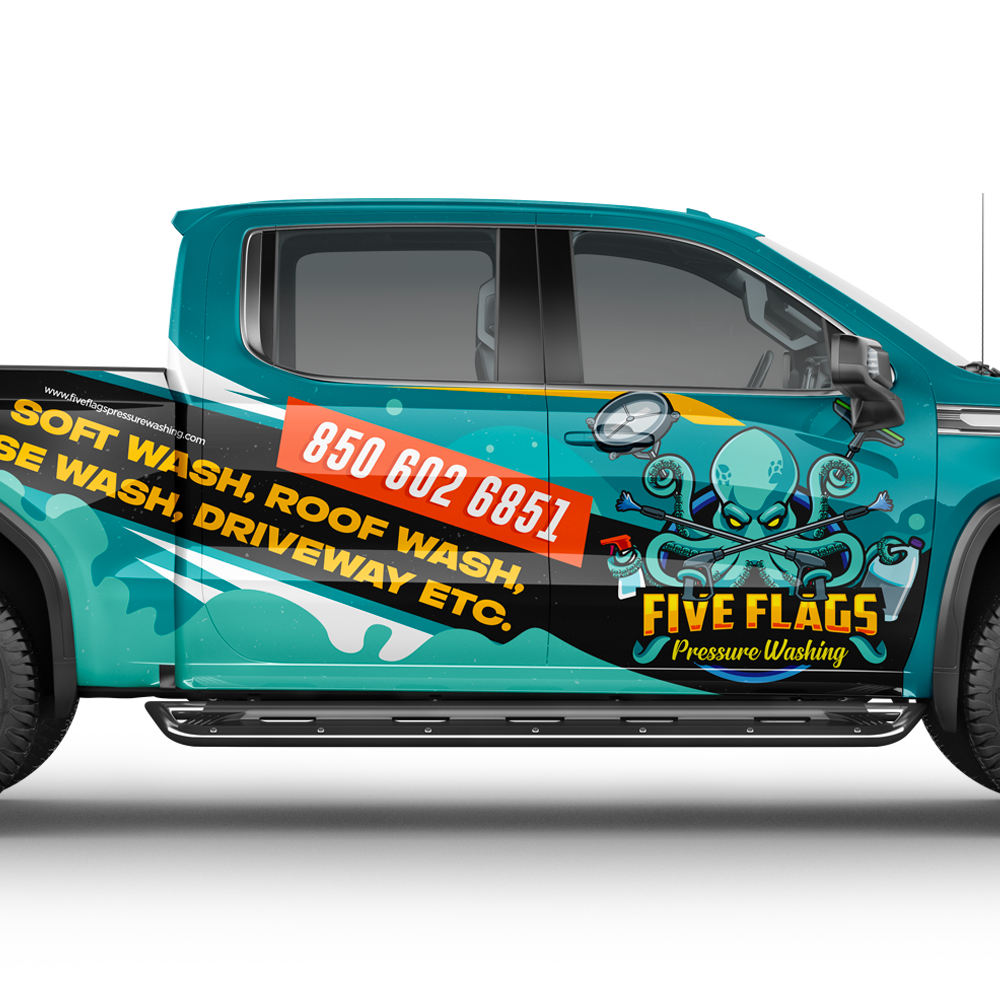 www.fiveflagspressurewashing.com
SOFT WASH, ROOF WASH,
SE WASH, DRIVEWAY ETC.
850 602 6851
FIVE FLAGS
Pressure Washing